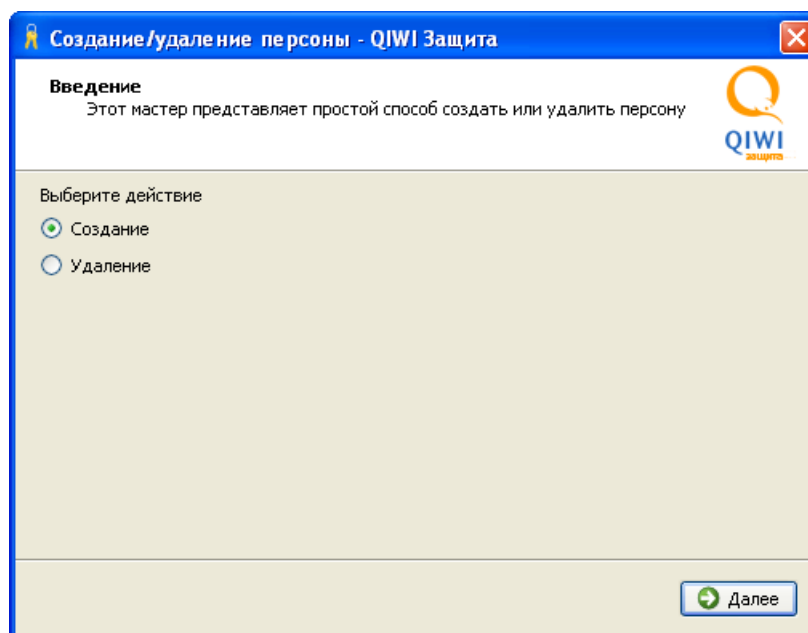 Создание/удаление персоны - QIWI Защита
Введение
Этот мастер представляет простой способ создать или удалить персону
QIWI
защита
Выберите действие
Создание
Удаление
Далее